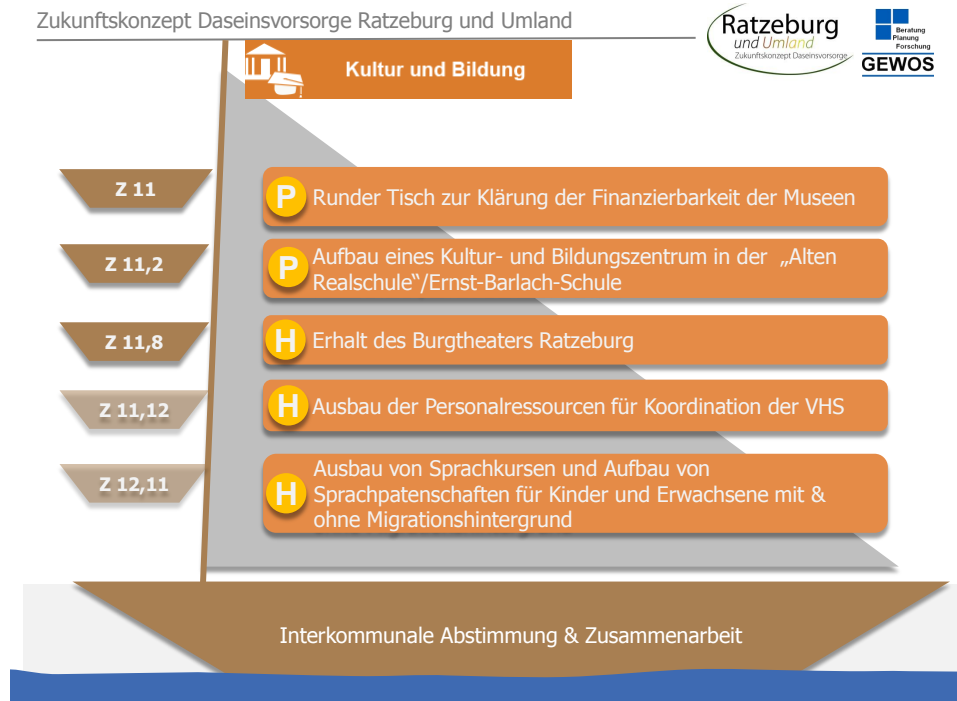 Zukunftskonzept Daseinsvorsorge Ratzeburg und Umland
Ratzeburg
und Umland
Zukunftskonzept Daseinsvorsorge
Beratung
Planung
Forschung
GEWOS
Kultur und Bildung
Z 11
P
Runder Tisch zur Klärung der Finanzierbarkeit der Museen
Z 11,2
P
Aufbau eines Kultur- und Bildungszentrum in der „Alten
Realschule“/Ernst-Barlach-Schule
Z 11,8
H
Erhalt des Burgtheaters Ratzeburg
Z 11,12
H
Ausbau der Personalressourcen für Koordination der VHS
Z 12,11
H
Ausbau von Sprachkursen und Aufbau von
Sprachpatenschaften für Kinder und Erwachsene mit &
ohne Migrationshintergrund
Interkommunale Abstimmung & Zusammenarbeit